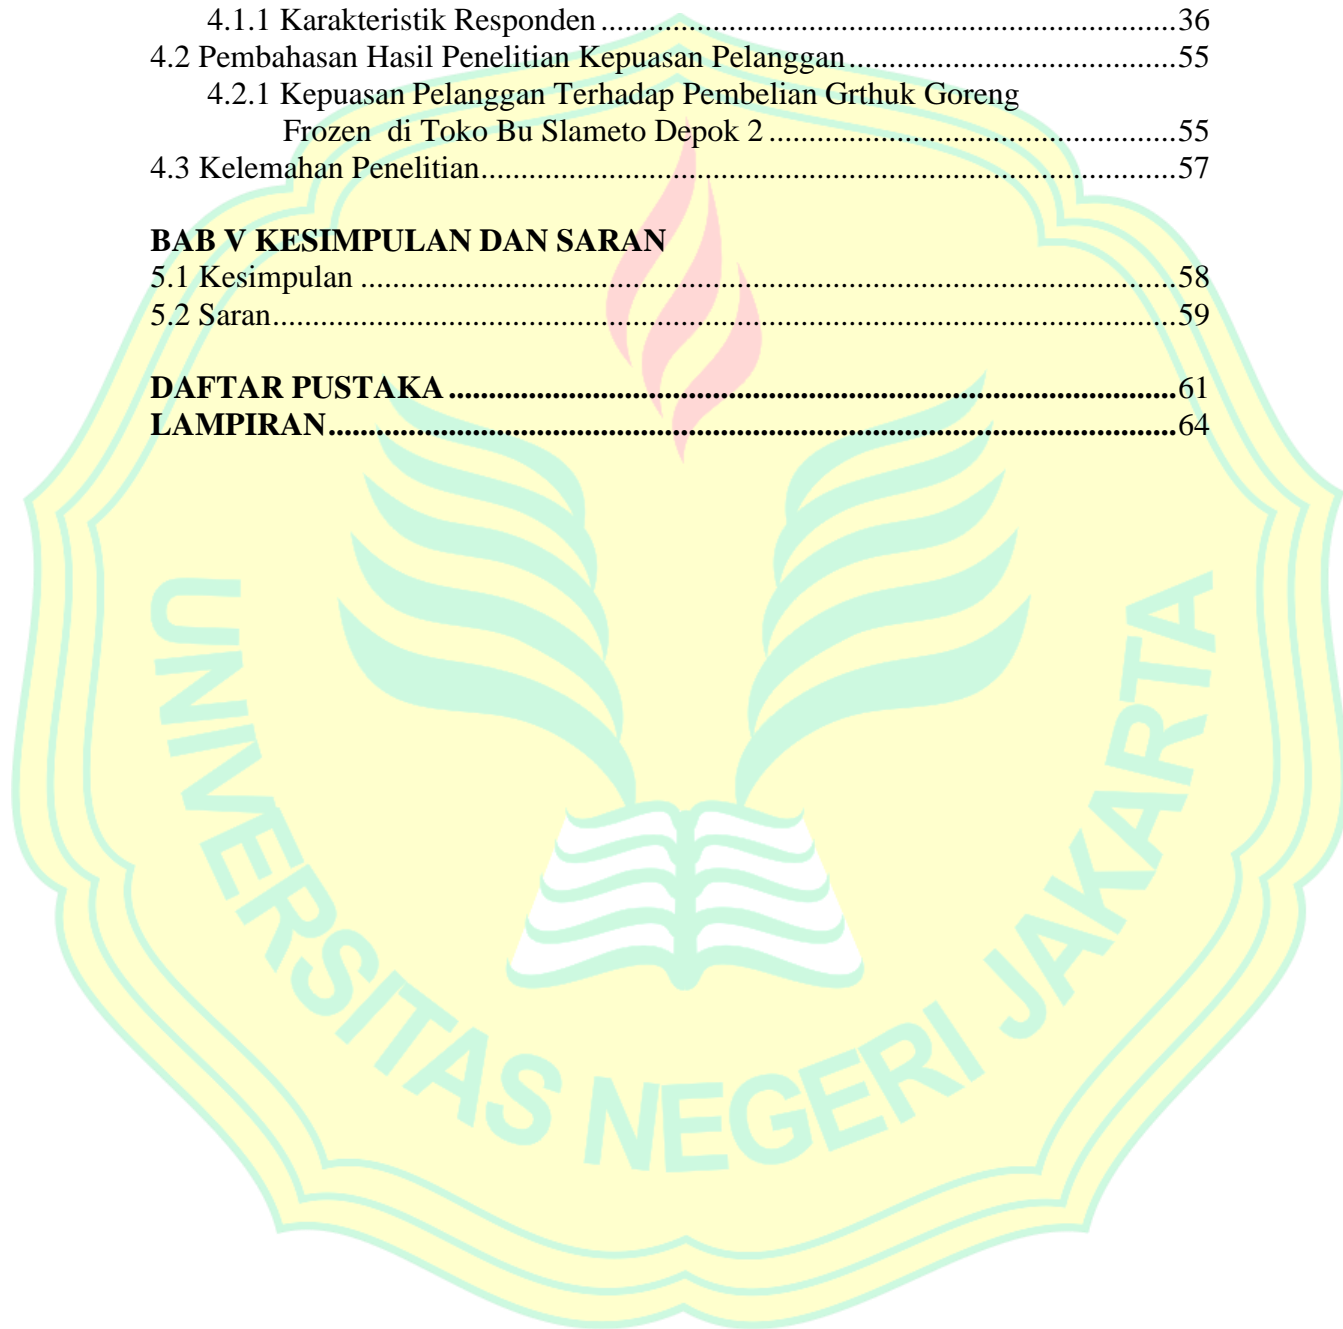 4.1.1 Karakteristik Responden.........................................................................36
4.2 Pembahasan Hasil Penelitian Kepuasan Pelanggan.........................................55
4.2.1 Kepuasan Pelanggan Terhadap Pembelian Grthuk Goreng
Frozen di Toko Bu Slameto Depok 2...................................................55
4.3 Kelemahan Penelitian.......................................................................................57
BAB V KESIMPULAN DAN SARAN
5.1 Kesimpulan ......................................................................................................58
5.2 Saran.................................................................................................................59
DAFTAR PUSTAKA ...........................................................................................61
LAMPIRAN..........................................................................................................64
UNIVERSITAS NEGERI JAKARTA